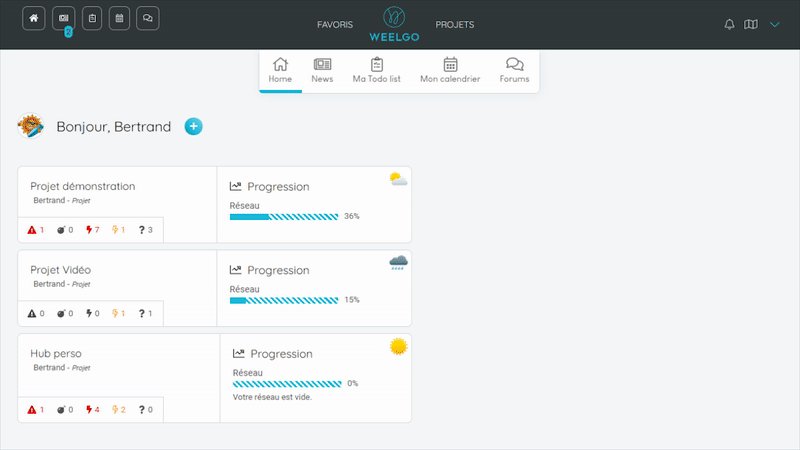 FAVORIS
WEELGO
PROJETS
2
Home
News
Ma Todo list
Mon calendrier
Forums
Bonjour, Bertrand
Projet démonstration
Bertrand - Projet
1 0 7 1 ? 3
Progression
Réseau
36%
Projet Vidéo
Bertrand - Projet
0 0 0 1 ? 1
Progression
Réseau
15%
Hub perso
Bertrand - Projet
1 0 4 2 ? 0
Progression
Réseau
0%
Votre réseau est vide.